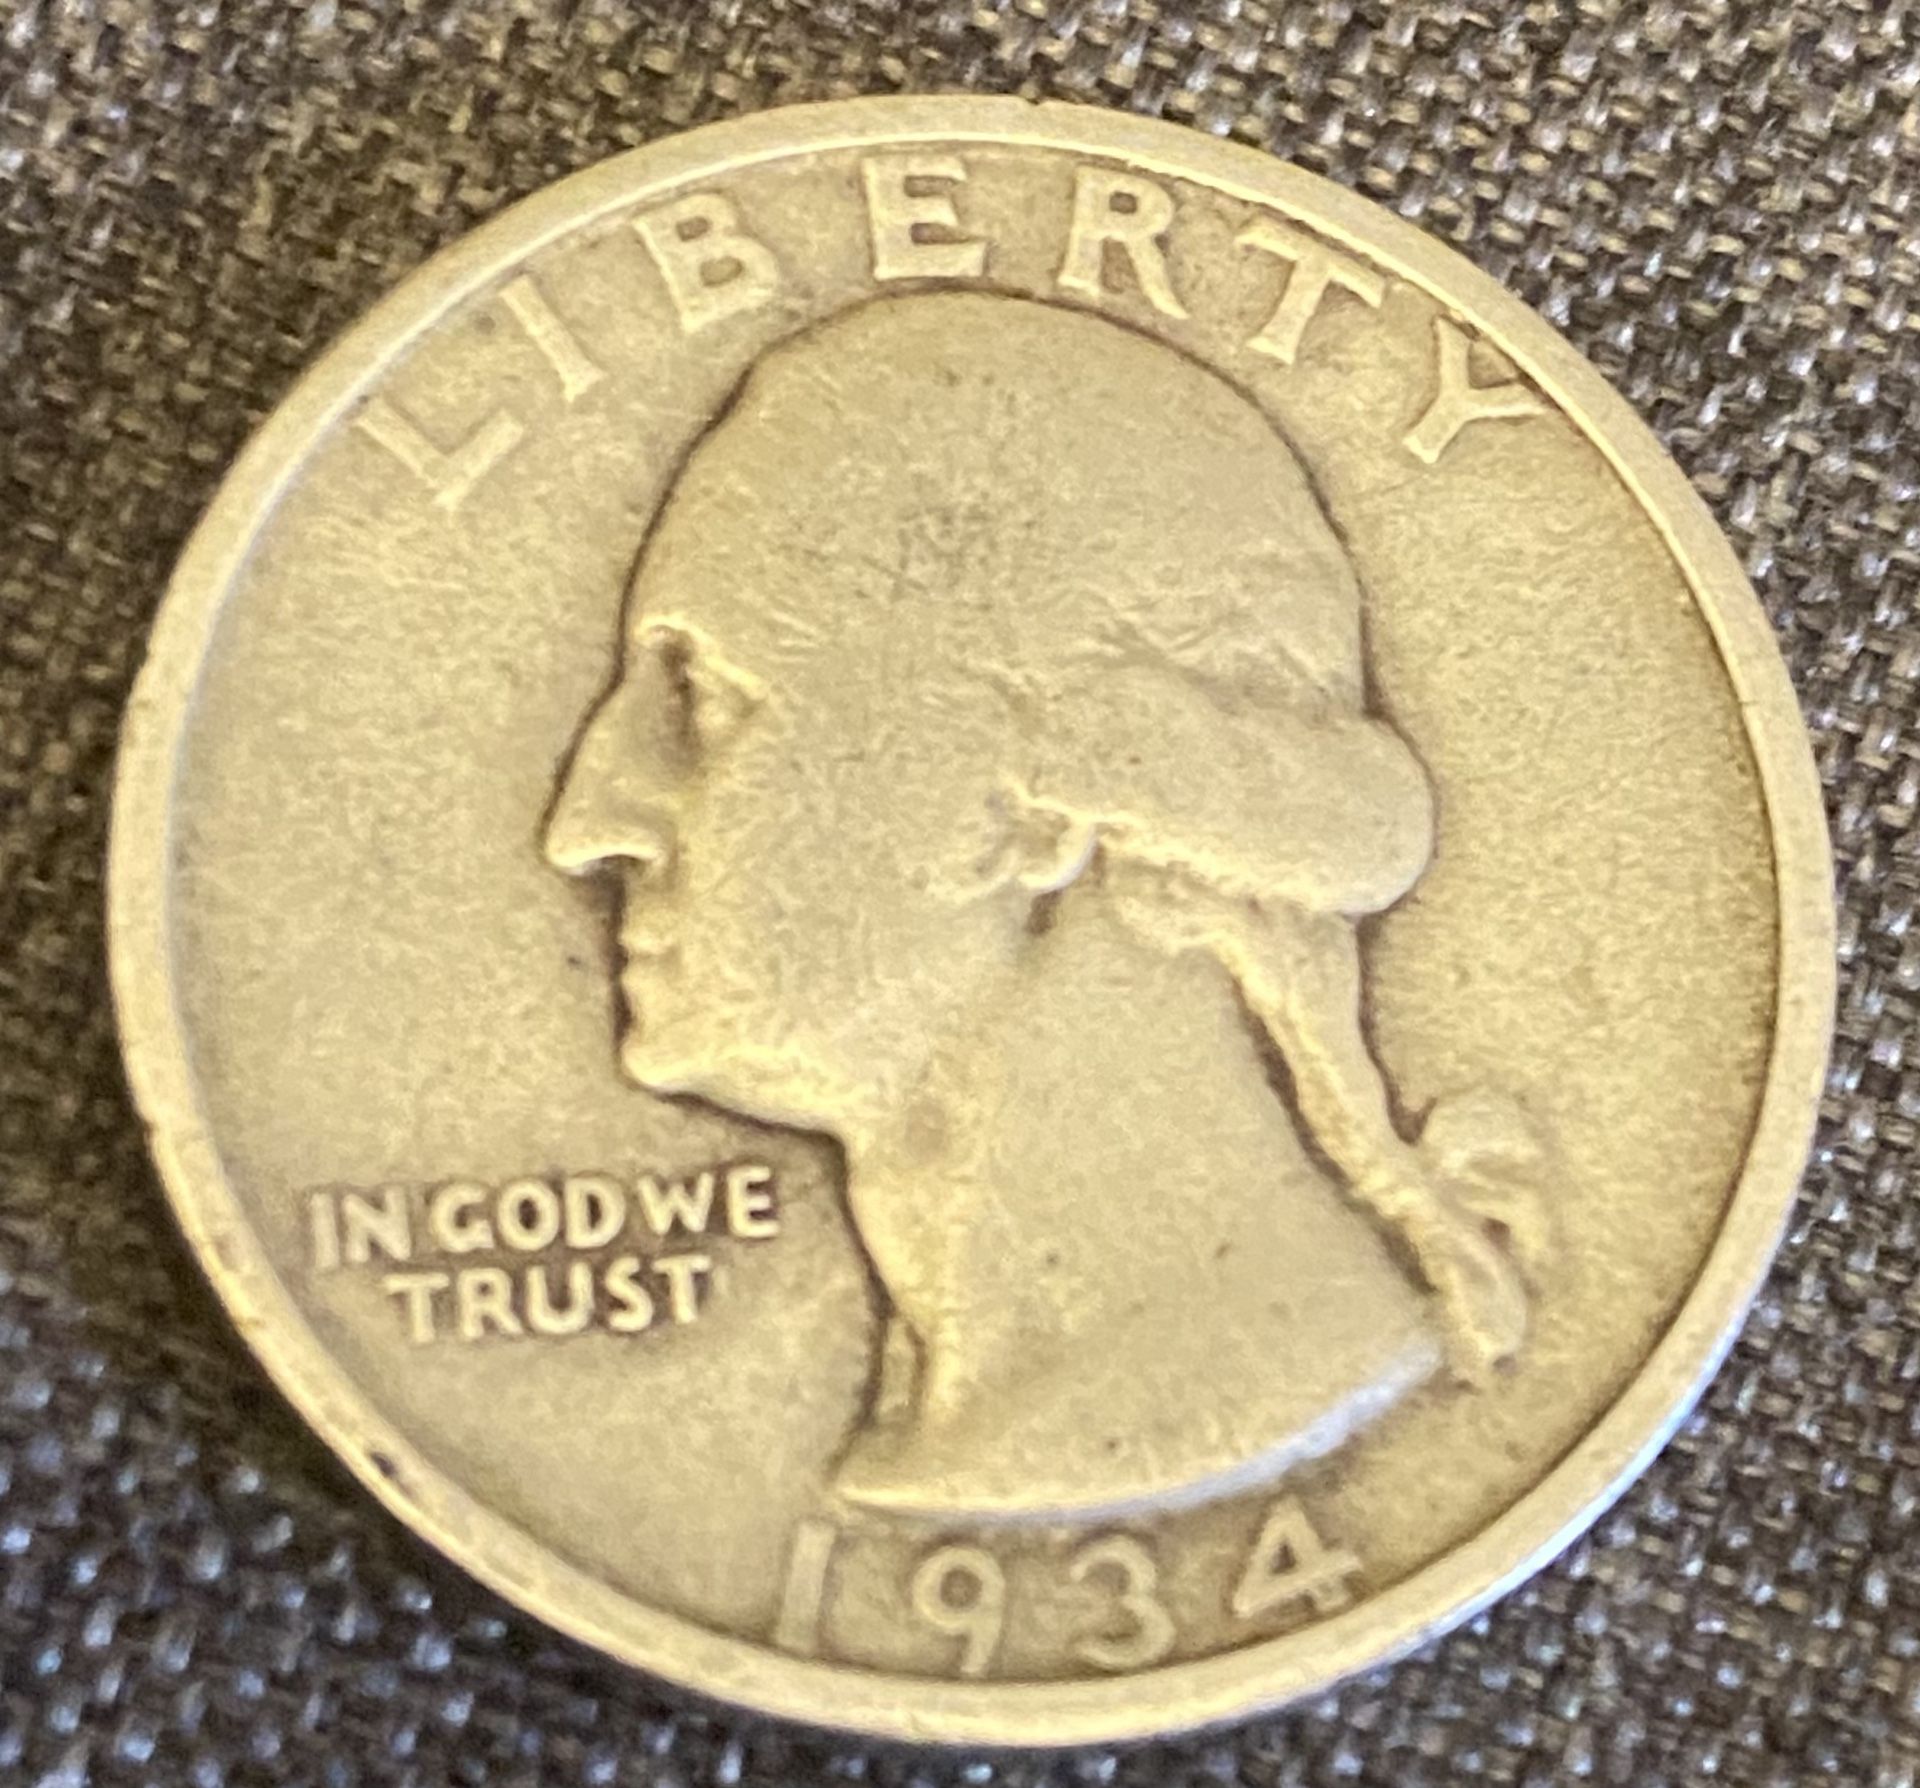 LIBERTY
IN GOD WE
TRUST
1934